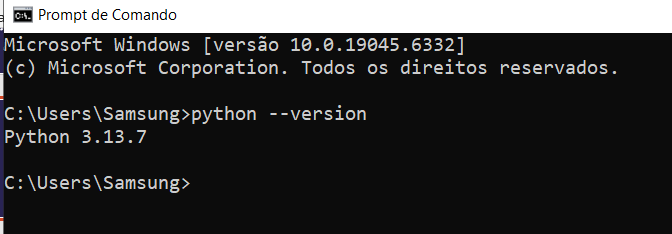 Prompt de Comando
Microsoft Windows [versão 10.0.19045.6332]
(c) Microsoft Corporation. Todos os direitos reservados.
C:\Users\Samsung>python --version
Python 3.13.7
C:\Users\Samsung>